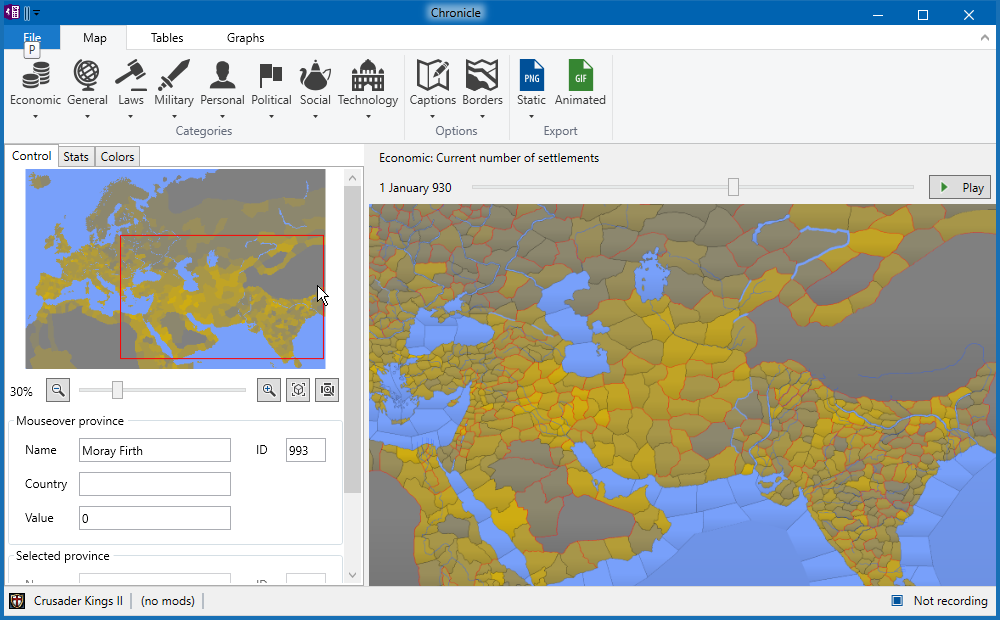 Chronicle
File Map Tables Graphs
P
Economic General Laws Military Personal Political Social Technology Captions Borders Static Animated
PNG GIF
Categories Options Export
Control Stats Colors
Economic: Current number of settlements
1 January 930 Play
30%
Mouseover province
Name Moray Firth ID 993
Country
Value 0
Selected province
Crusader Kings II (no mods) Not recording